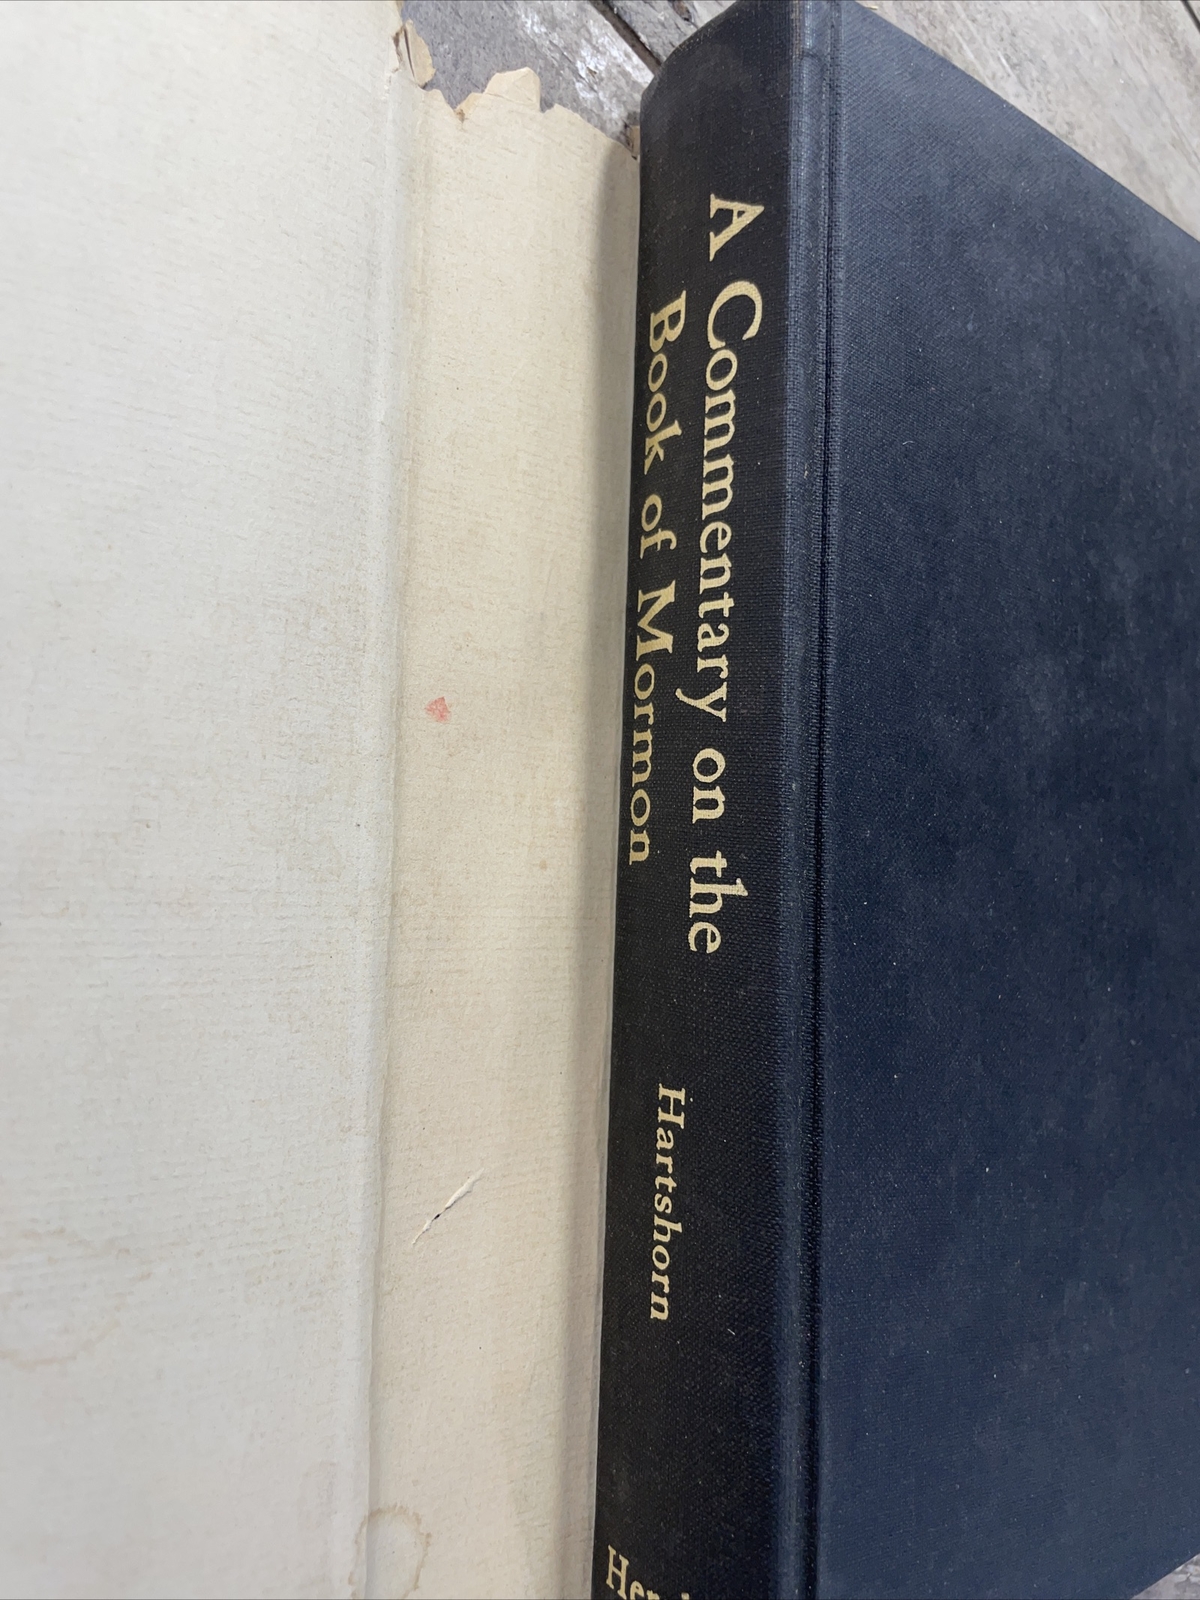 A Commentary on the
Book of Mormon
Hartshorn